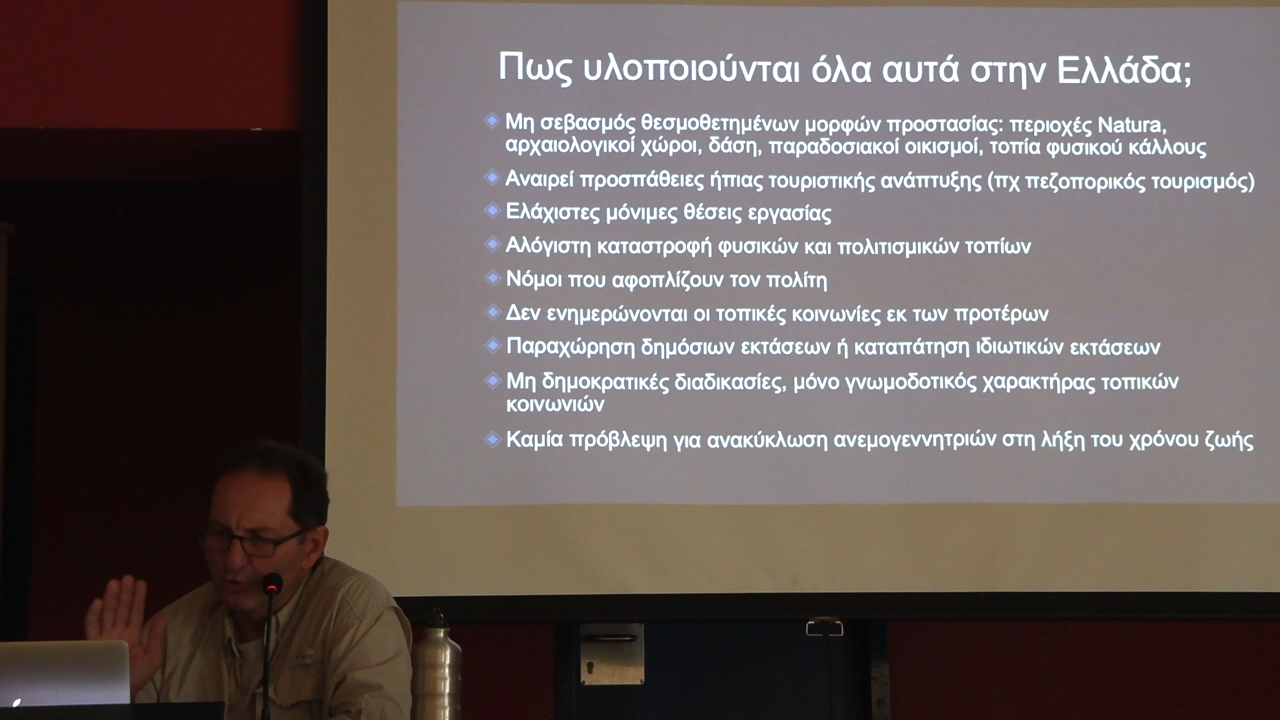 Πως υλοποιούνται όλα αυτά στην Ελλάδα;
Μη σεβασμός θεσμοθετημένων μορφών προστασίας: περιοχές Natura,
αρχαιολογικοί χώροι, δάση, παραδοσιακοί οικισμοί, τοπία φυσικού κάλλους
Αναιρεί προσπάθειες ήπιας τουριστικής ανάπτυξης (πχ πεζοπορικός τουρισμός)
Ελάχιστες μόνιμες θέσεις εργασίας
Αλόγιστη καταστροφή φυσικών και πολιτισμικών τοπίων
Νόμοι που αφοπλίζουν τον πολίτη
Δεν ενημερώνονται οι τοπικές κοινωνίες εκ των προτέρων
Παραχώρηση δημόσιων εκτάσεων ή καταπάτηση ιδιωτικών εκτάσεων
Μη δημοκρατικές διαδικασίες, μόνο γνωμοδοτικός χαρακτήρας τοπικών
κοινωνιών
Καμία πρόβλεψη για ανακύκλωση ανεμογεννητριών στη λήξη του χρόνου ζωής